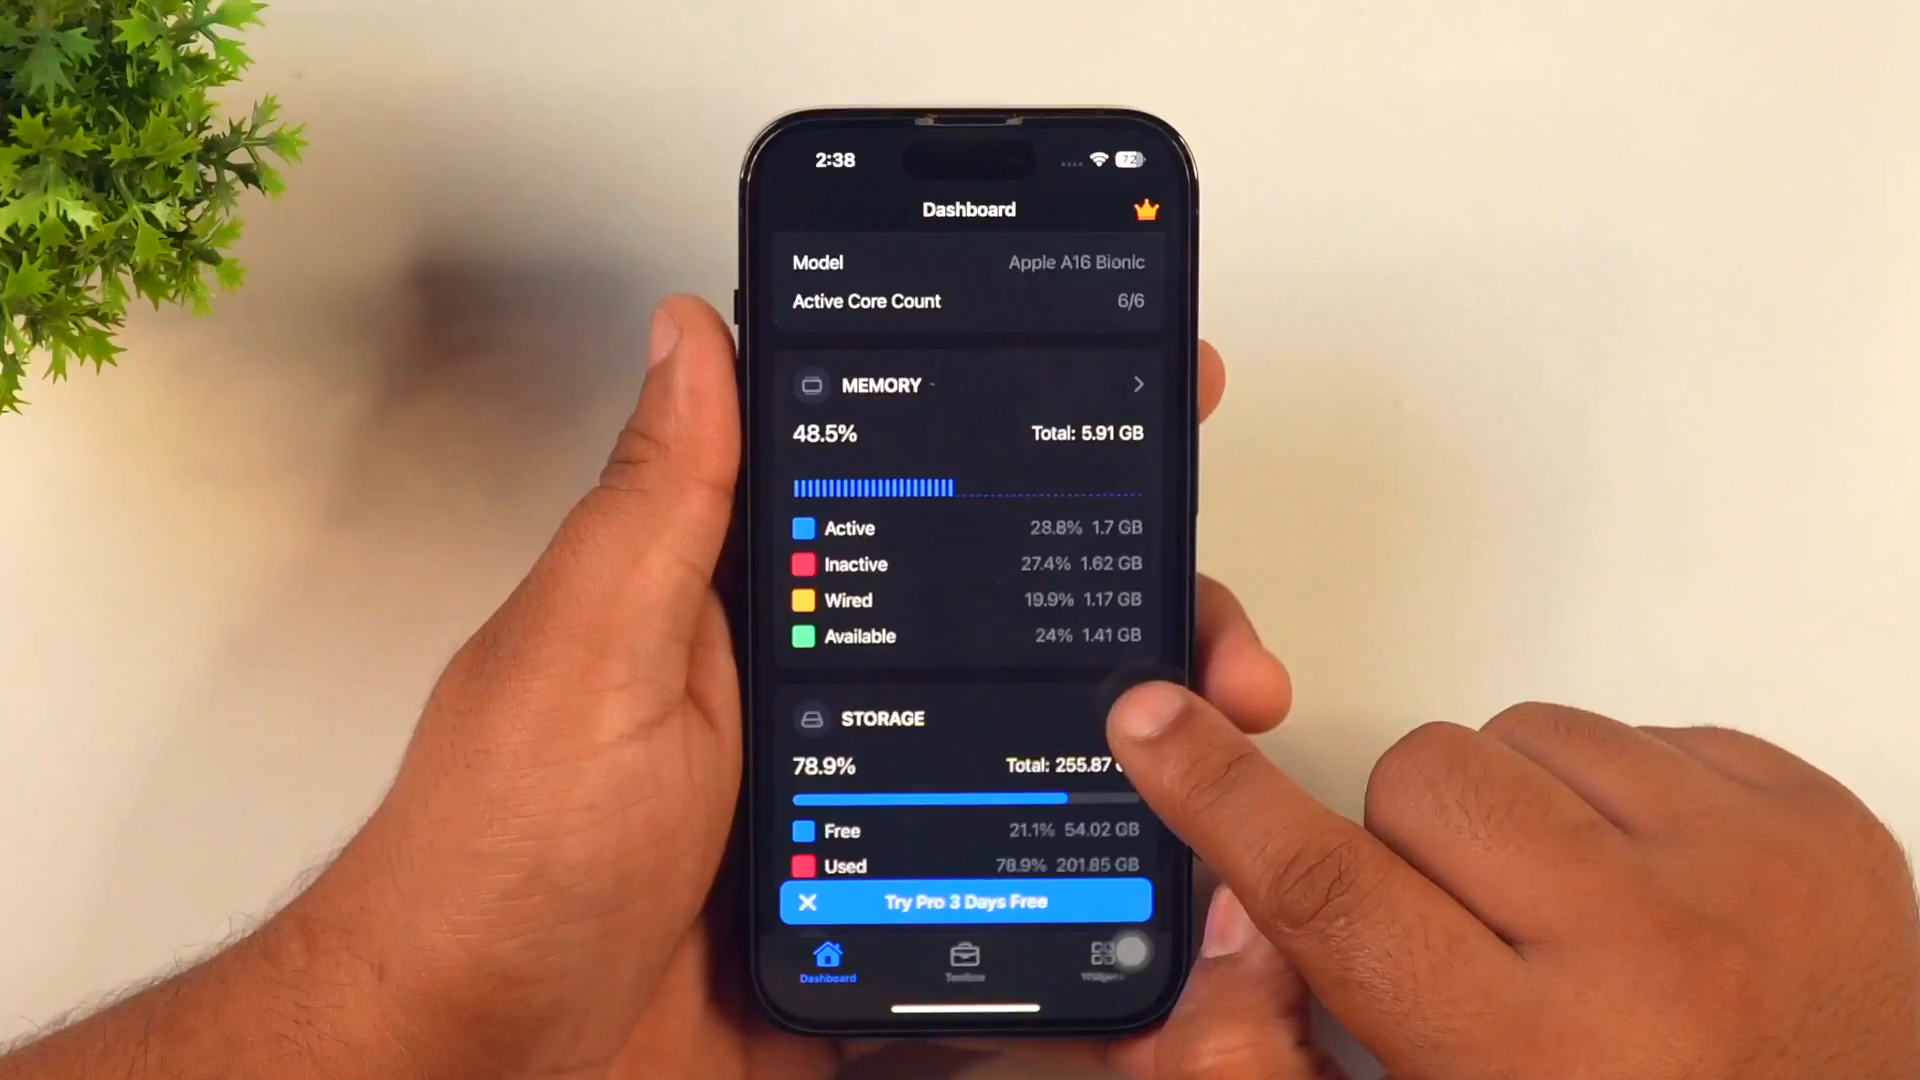 2:38 72
Dashboard
Model Apple A16 Bionic
Active Core Count 6/6
MEMORY
48.5% Total: 5.91 GB
Active 28.8% 1.7 GB
Inactive 27.4% 1.62 GB
Wired 19.9% 1.17 GB
Available 24% 1.41 GB
STORAGE
78.9% Total: 255.87
Free 21.1% 54.02 GB
Used 78.9% 201.85 GB
Try Pro 3 Days Free
Dashboard